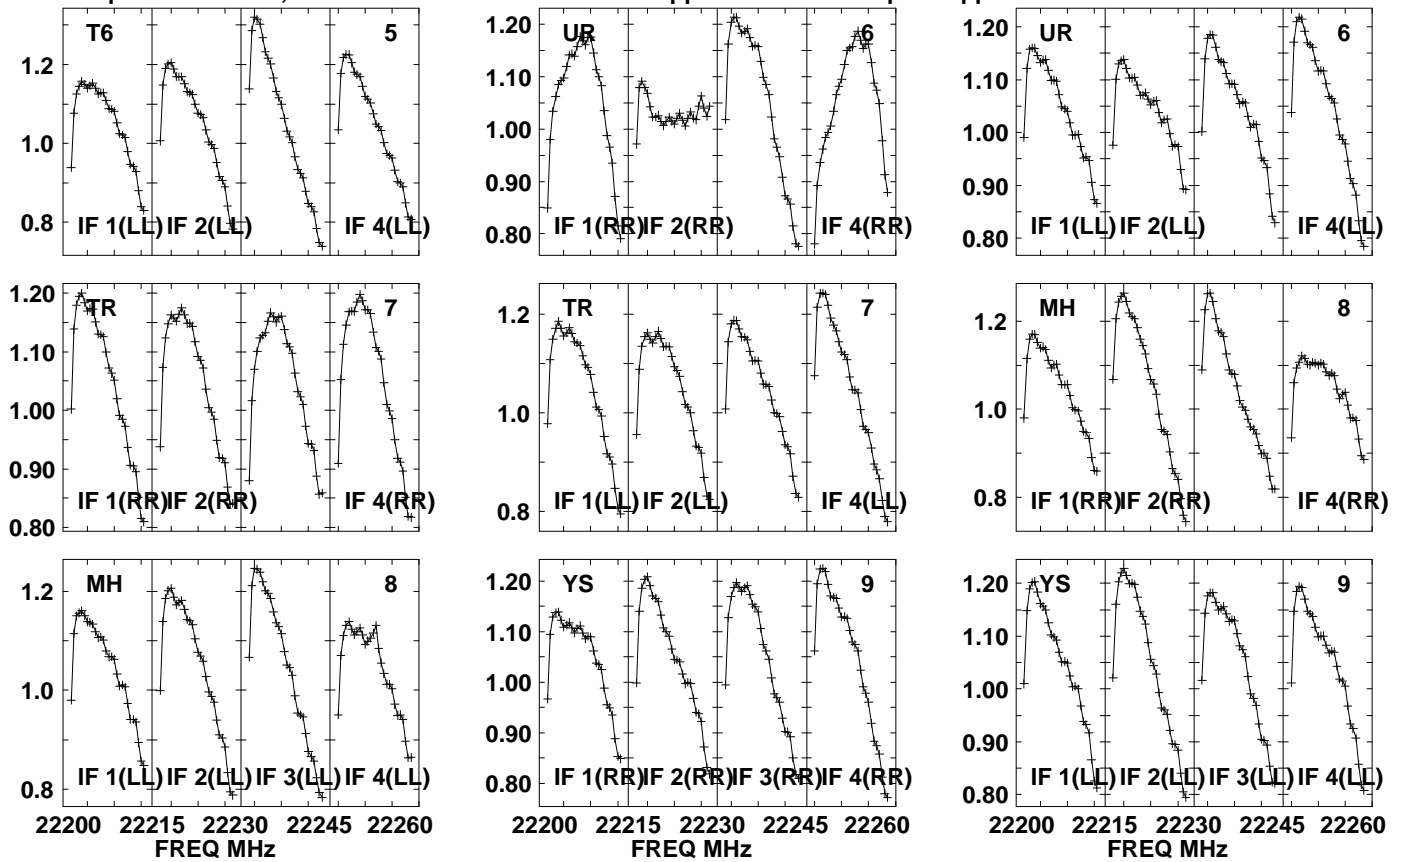 T6 5
1.2
1.0
0.8
IF 1(LL) IF 2(LL) IF 4(LL)
UR 6
1.20
1.10
1.00
0.90
0.80
IF 1(RR) IF 2(RR) IF 4(RR)
UR 6
1.20
1.10
1.00
0.90
0.80
IF 1(LL) IF 2(LL) IF 4(LL)
TR 7
1.20
1.10
1.00
0.90
0.80
IF 1(RR) IF 2(RR) IF 4(RR)
TR 7
1.2
1.0
0.8
IF 1(LL) IF 2(LL) IF 4(LL)
MH 8
1.2
1.0
0.8
IF 1(RR) IF 2(RR) IF 4(RR)
MH 8
1.2
1.0
0.8
IF 1(LL) IF 2(LL) IF 3(LL) IF 4(LL)
22200 22215 22230 22245 22260
FREQ MHz
YS 9
1.20
1.10
1.00
0.90
0.80
IF 1(RR) IF 2(RR) IF 3(RR) IF 4(RR)
22200 22215 22230 22245 22260
FREQ MHz
YS 9
1.20
1.10
1.00
0.90
0.80
IF 1(LL) IF 2(LL) IF 3(LL) IF 4(LL)
22200 22215 22230 22245 22260
FREQ MHz